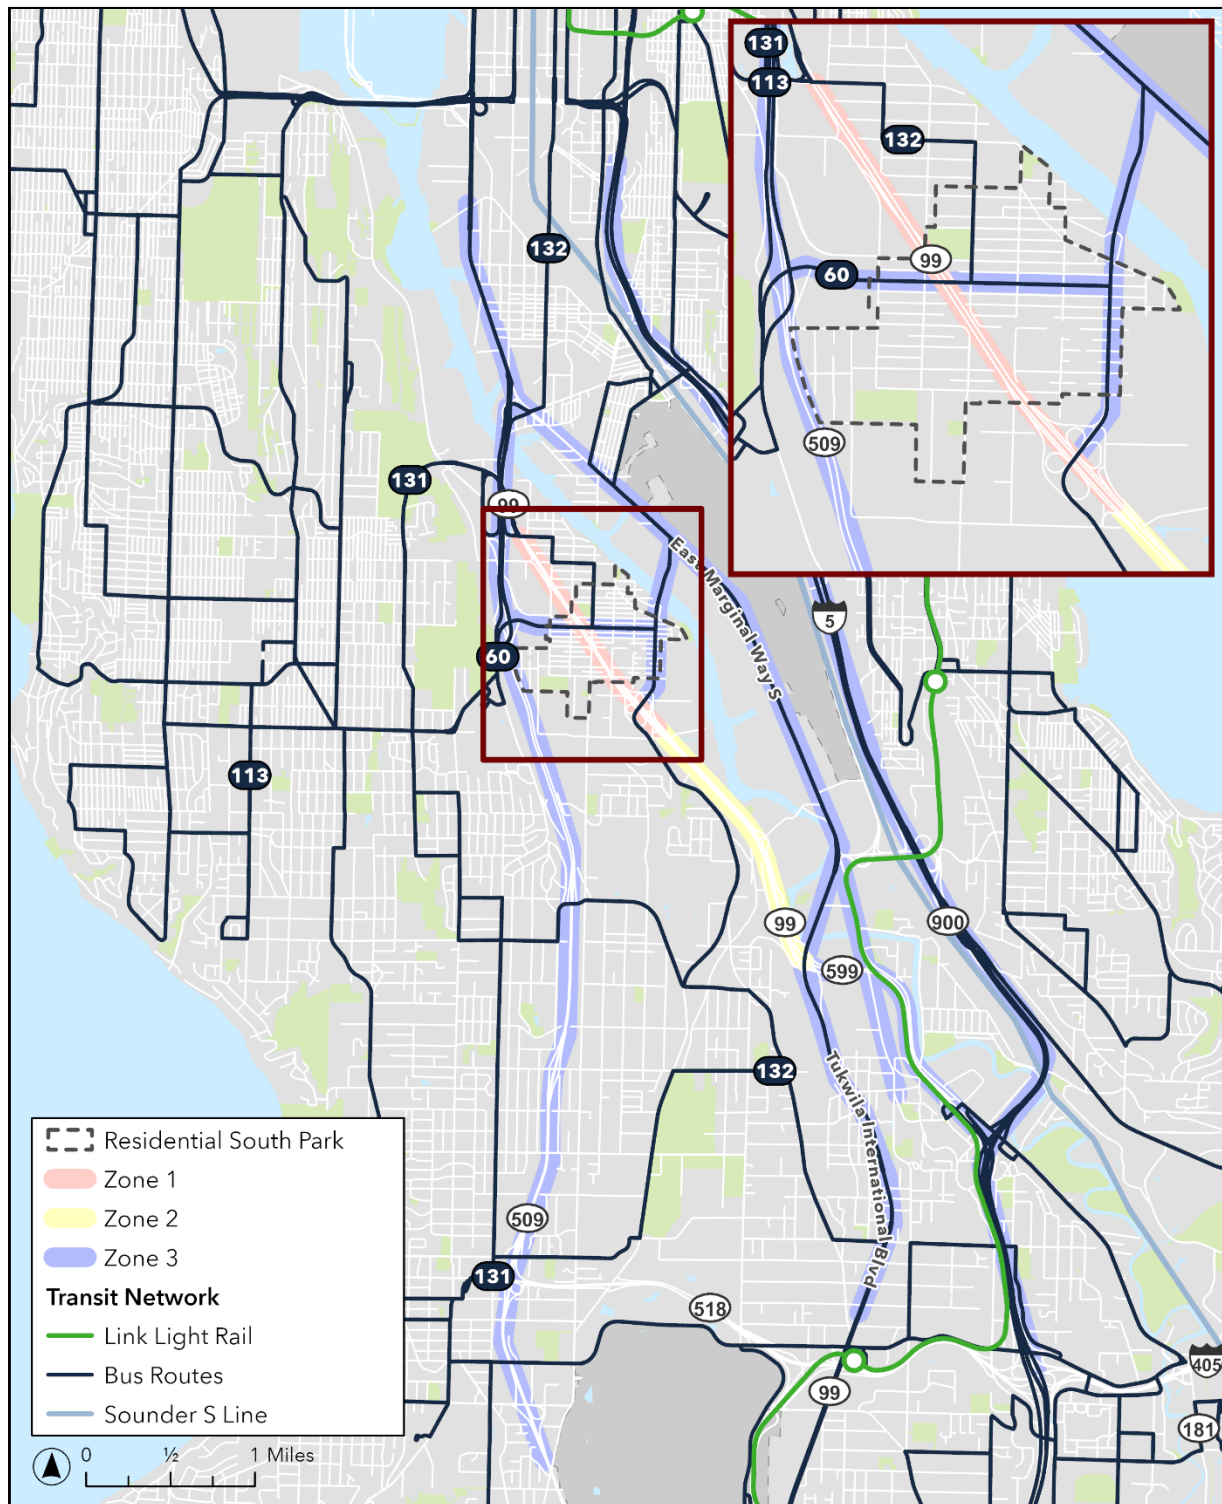 131
113
132
99
60
509
132
131
99
60
East Marginal Way S
5
113
99
599
900
132
Tukwila International Blvd
509
131
518
99
405
181
Residential South Park
Zone 1
Zone 2
Zone 3
Transit Network
Link Light Rail
Bus Routes
Sounder S Line
0 ½ 1 Miles